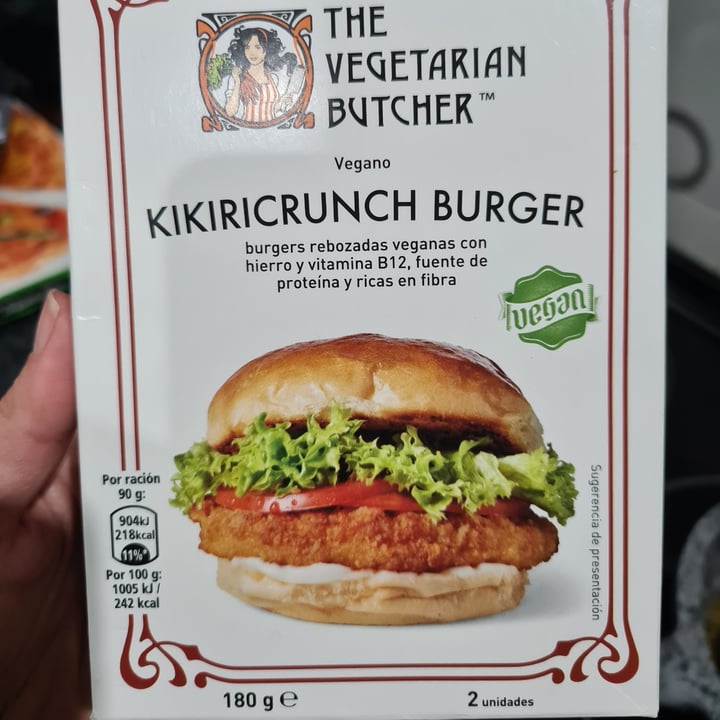 THE
VEGETARIAN
BUTCHER™
Vegano
KIKIRICRUNCH BURGER
burgers rebozadas veganas con
hierro y vitamina B12, fuente de
proteína y ricas en fibra
vegan
Por ración
90 g:
904kJ
218kcal
11%*
Por 100 g:
1005 kJ /
242 kcal
Sugerencia de presentación
180 g ℮
2 unidades